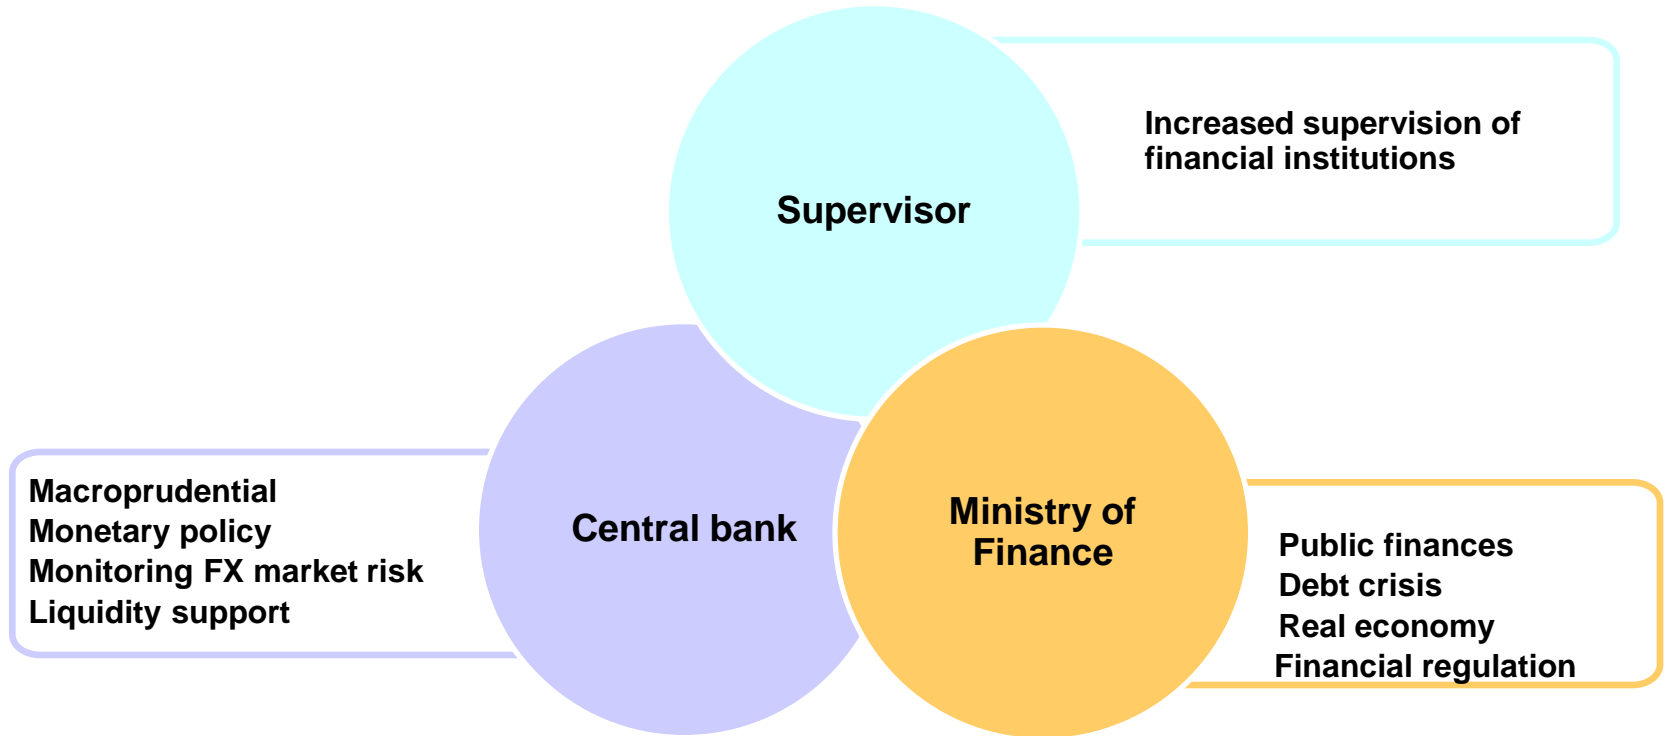 Increased supervision of
financial institutions
Supervisor
Macroprudential
Monetary policy
Monitoring FX market risk
Liquidity support
Central bank
Ministry of
Finance
Public finances
Debt crisis
Real economy
Financial regulation